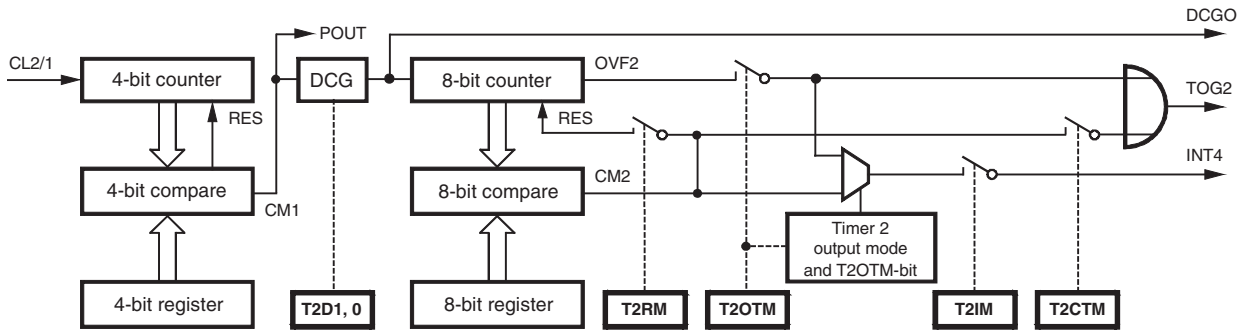 DCGO
POUT
CL2/1
4-bit counter
DCG
8-bit counter
OVF2
TOG2
RES
RES
INT4
4-bit compare
CM1
8-bit compare
CM2
Timer 2
output mode
and T2OTM-bit
4-bit register
T2D1, 0
8-bit register
T2RM
T2OTM
T2IM
T2CTM